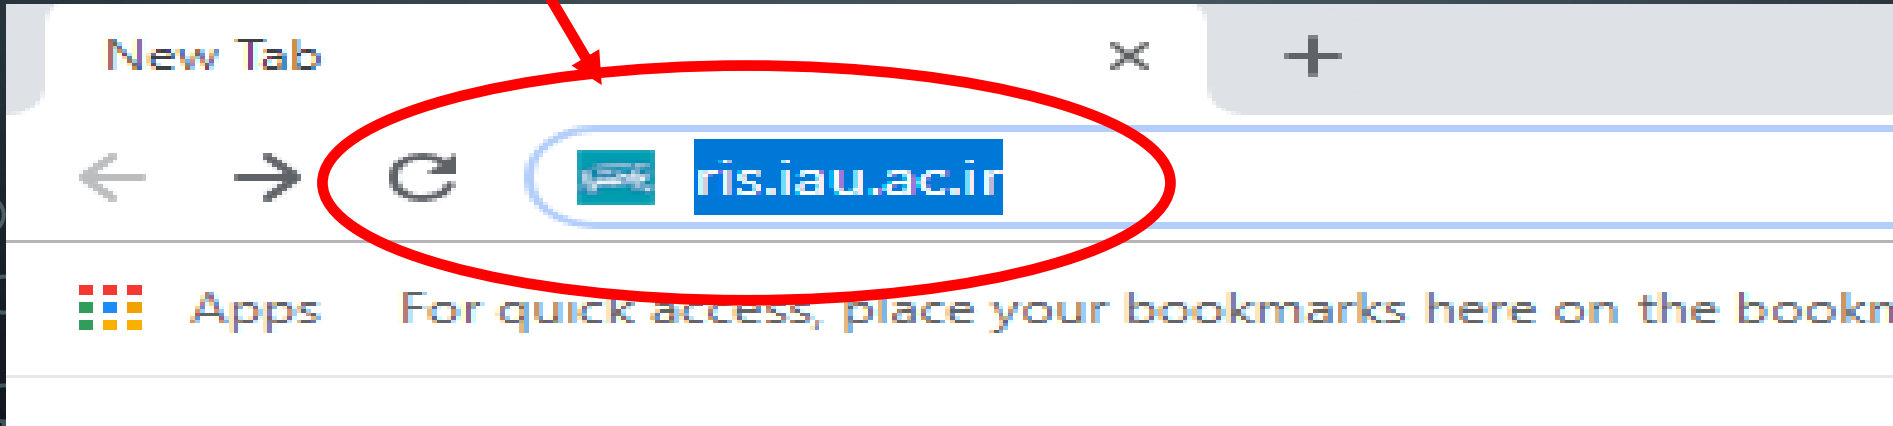 New Tab
ris.iau.ac.ir
Apps For quick access, place your bookmarks here on the bookm